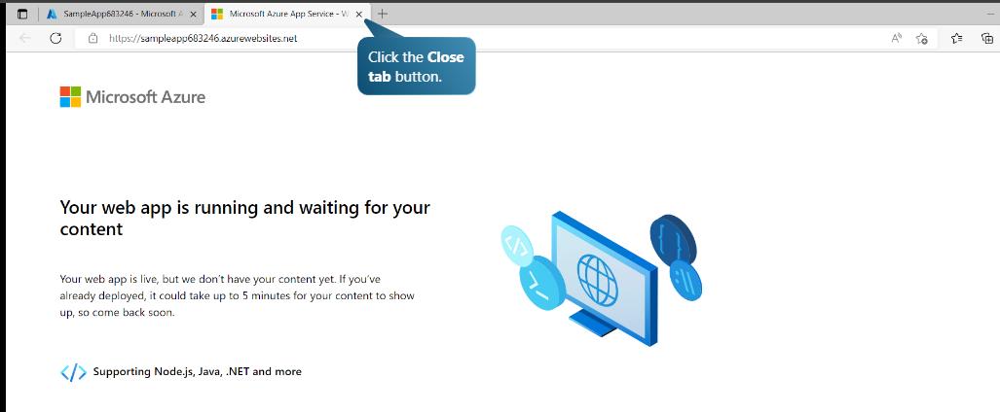 SampleApp683246 - Microsoft A
Microsoft Azure App Service - W
https://sampleapp683246.azurewebsites.net
Click the Close
tab button.
Microsoft Azure
Your web app is running and waiting for your
content
Your web app is live, but we don't have your content yet. If you've
already deployed, it could take up to 5 minutes for your content to show
up, so come back soon.
</> Supporting Node.js, Java, .NET and more